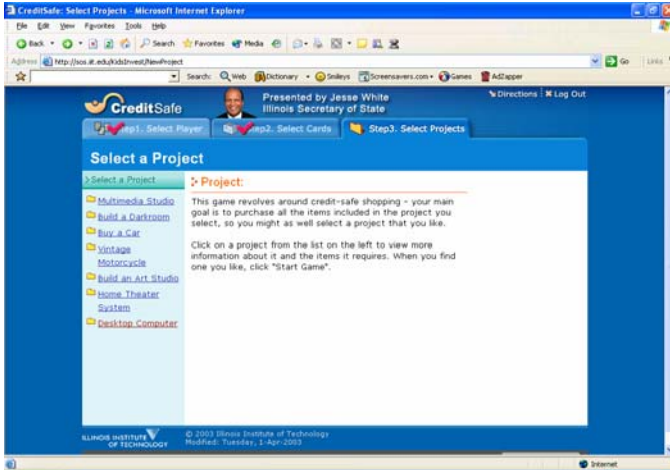 CreditSafe: Select Projects - Microsoft Internet Explorer
File Edit View Favorites Tools Help
Back Search Favorites Media
Address http://sos.iit.edu/KidsInvest/NewProject Go Links
Search: Web Dictionary Smileys Screensavers.com Games AdZapper
CreditSafe
Presented by Jesse White
Illinois Secretary of State
Directions Log Out
Step1. Select Player Step2. Select Cards Step3. Select Projects
Select a Project
Select a Project
Multimedia Studio
Build a Darkroom
Buy a Car
Vintage
Motorcycle
Build an Art Studio
Home Theater
System
Desktop Computer
Project:
This game revolves around credit-safe shopping - your main
goal is to purchase all the items included in the project you
select, so you might as well select a project that you like.
Click on a project from the list on the left to view more
information about it and the items it requires. When you find
one you like, click "Start Game".
ILLINOIS INSTITUTE
OF TECHNOLOGY
© 2003 Illinois Institute of Technology
Modified: Tuesday, 1-Apr-2003
Internet